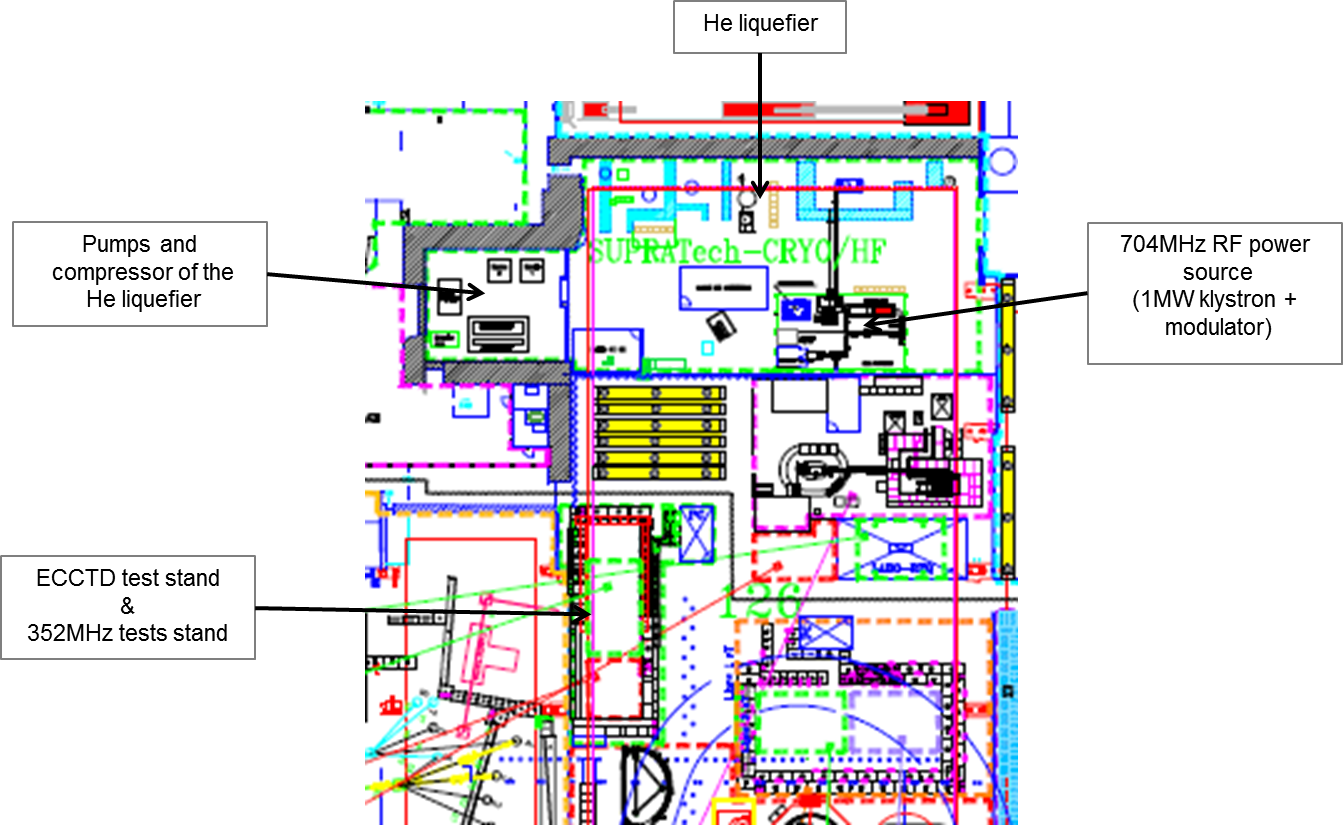 He liquefier
Pumps and
compressor of the
He liquefier
704MHz RF power
source
(1MW klystron +
modulator)
SUPRATech-CRYO/HF
ECCTD test stand
&
352MHz tests stand
126